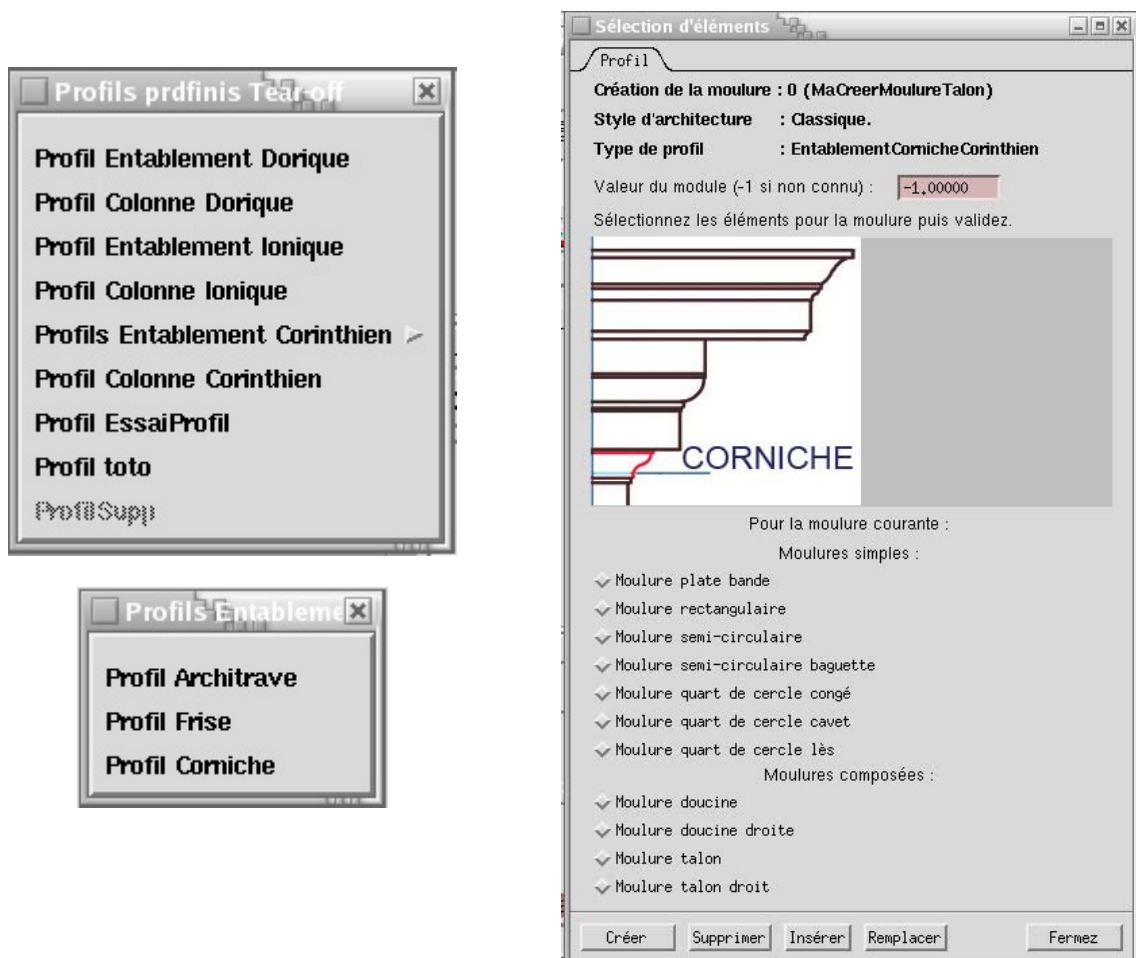 Profils prdfinis Tear-off
Profil Entablement Dorique
Profil Colonne Dorique
Profil Entablement Ionique
Profil Colonne Ionique
Profils Entablement Corinthien
Profil Colonne Corinthien
Profil EssaiProfil
Profil toto
ProfilSupp
Profils Entableme
Profil Architrave
Profil Frise
Profil Corniche
Sélection d'éléments
Profil
Création de la moulure : 0 (MaCreerMoulureTalon)
Style d'architecture : Classique.
Type de profil : EntablementCornicheCorinthien
Valeur du module (-1 si non connu) : -1.00000
Sélectionnez les éléments pour la moulure puis validez.
CORNICHE
Pour la moulure courante :
Moulures simples :
Moulure plate bande
Moulure rectangulaire
Moulure semi-circulaire
Moulure semi-circulaire baguette
Moulure quart de cercle congé
Moulure quart de cercle cavet
Moulure quart de cercle lès
Moulures composées :
Moulure doucine
Moulure doucine droite
Moulure talon
Moulure talon droit
Créer Supprimer Insérer Remplacer Fermez